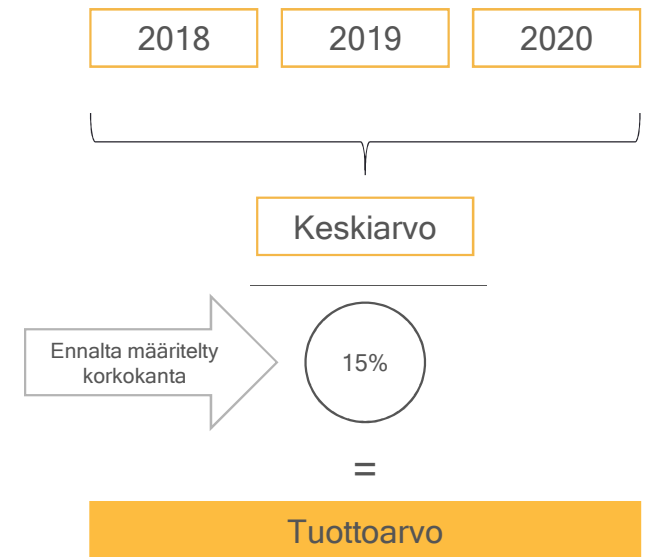 2018 2019 2020
Keskiarvo
Ennalta määritelty
korkokanta
15%
=
Tuottoarvo